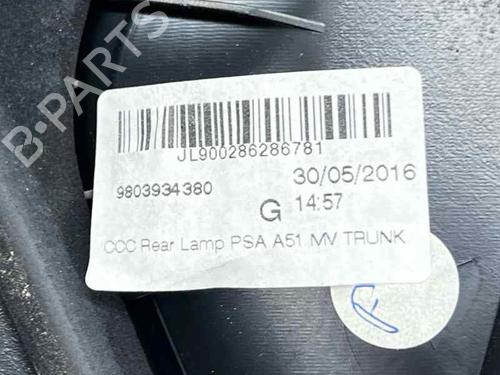 B-PARTS
JL900286286781
9803934380
30/05/2016
G 14:57
CCC Rear Lamp PSA A51 MV TRUNK